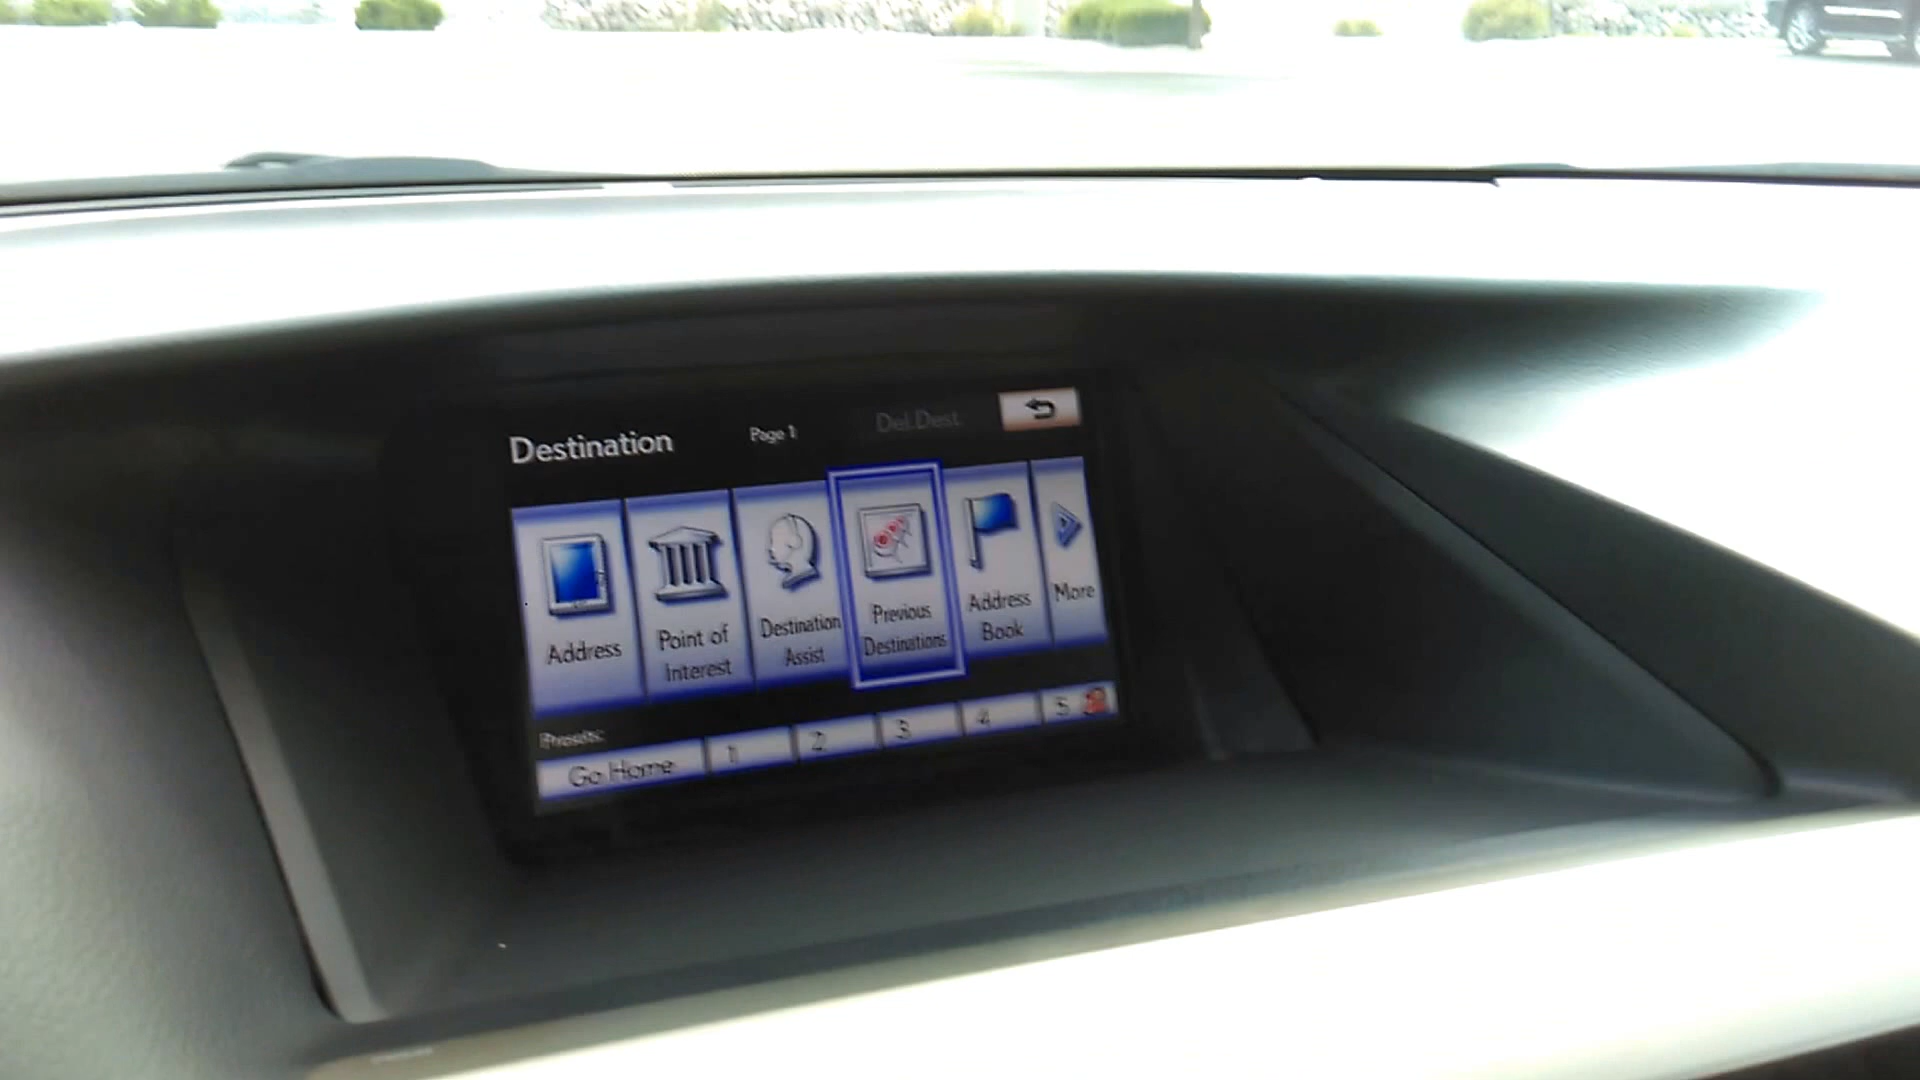 Destination Page 1 Del.Dest.
Address
Point of
Interest
Destination
Assist
Previous
Destinations
Address
Book
More
Presets:
Go Home 1 2 3 4 5